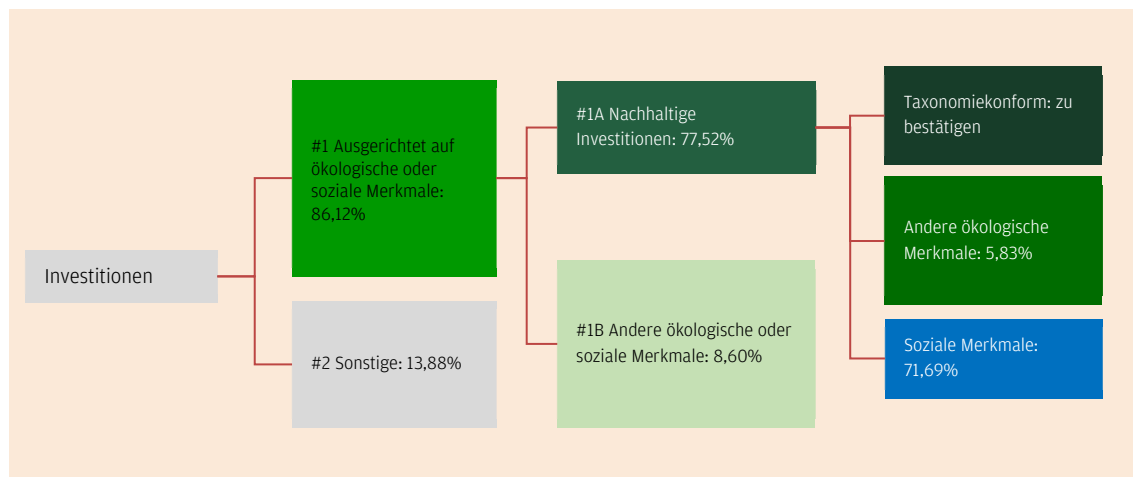 Investitionen
#1 Ausgerichtet auf
ökologische oder
soziale Merkmale:
86,12%
#2 Sonstige: 13,88%
#1A Nachhaltige
Investitionen: 77,52%
#1B Andere ökologische oder
soziale Merkmale: 8,60%
Taxonomiekonform: zu
bestätigen
Andere ökologische
Merkmale: 5,83%
Soziale Merkmale:
71,69%